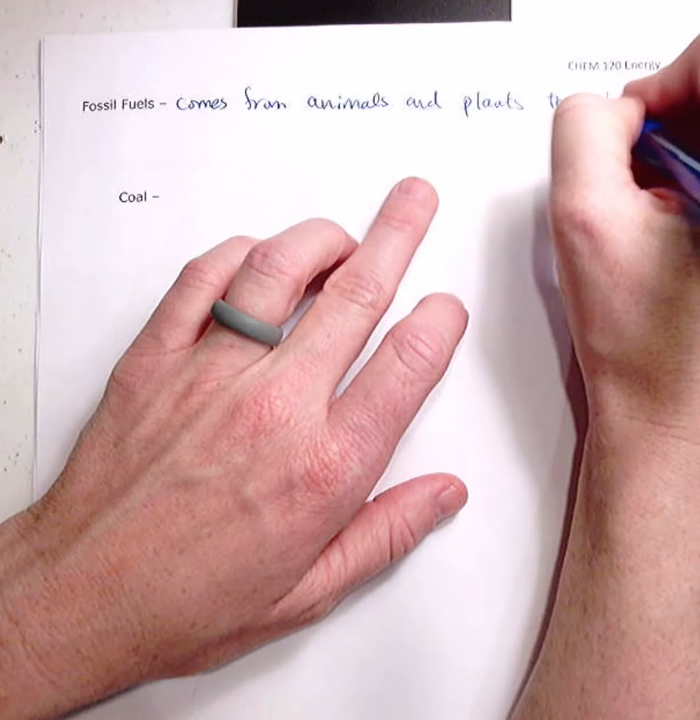 CHEM 120 Energy
Fossil Fuels – comes from animals and plants
Coal –